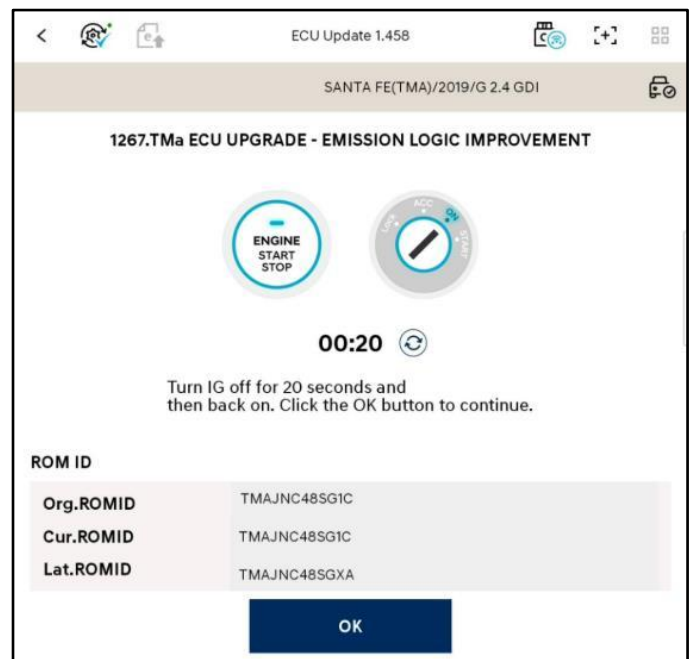 ECU Update 1.458
SANTA FE(TMA)/2019/G 2.4 GDI
1267.TMa ECU UPGRADE - EMISSION LOGIC IMPROVEMENT
ENGINE
START
STOP
LOCK ACC ON START
00:20
Turn IG off for 20 seconds and
then back on. Click the OK button to continue.
ROM ID
Org.ROMID TMAJNC48SG1C
Cur.ROMID TMAJNC48SG1C
Lat.ROMID TMAJNC48SGXA
OK